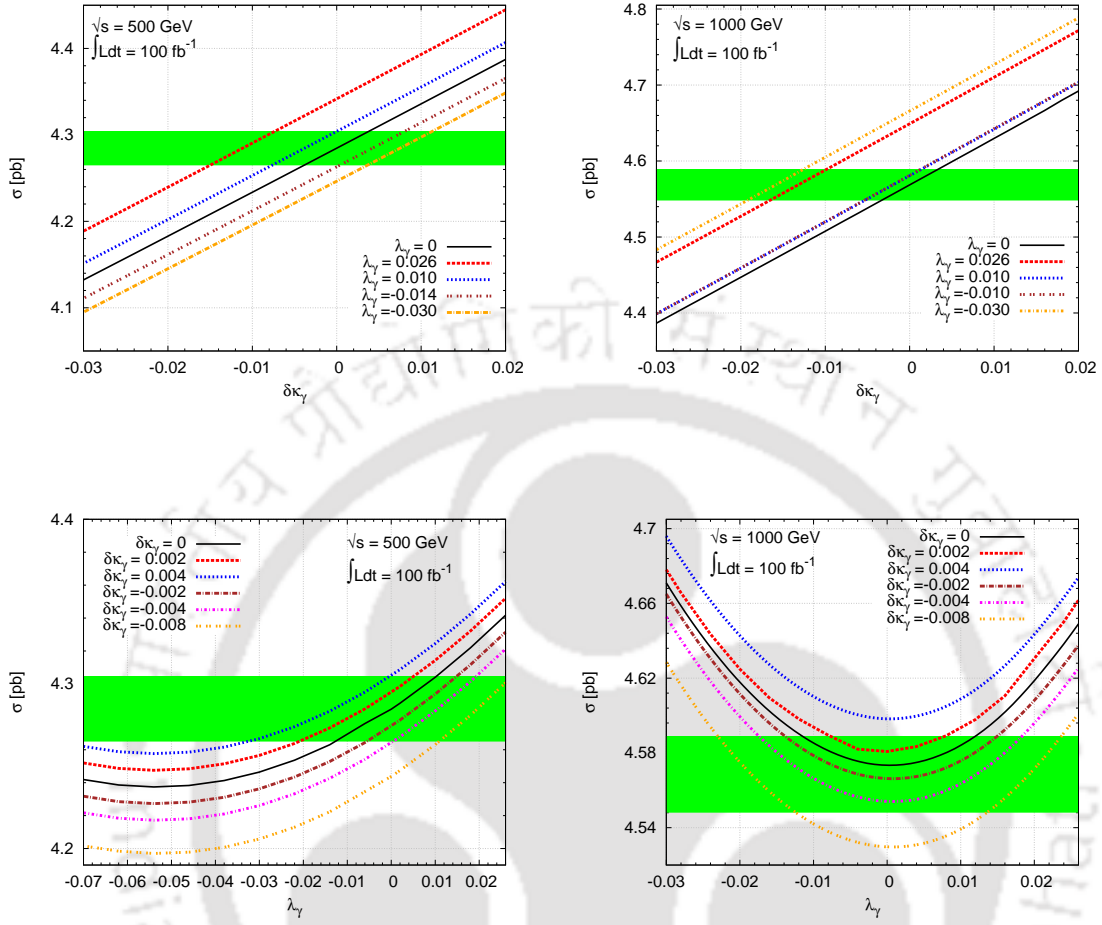 √s = 500 GeV
∫Ldt = 100 fb⁻¹
σ [pb]
4.4
4.3
4.2
4.1
λγ = 0
λγ = 0.026
λγ = 0.010
λγ = -0.014
λγ = -0.030
-0.03 -0.02 -0.01 0 0.01 0.02
δκγ
√s = 1000 GeV
∫Ldt = 100 fb⁻¹
σ [pb]
4.8
4.7
4.6
4.5
4.4
λγ = 0
λγ = 0.026
λγ = 0.010
λγ = -0.010
λγ = -0.030
-0.03 -0.02 -0.01 0 0.01 0.02
δκγ
प्रौद्योगिकी संस्थान
δκγ = 0
δκγ = 0.002
δκγ = 0.004
δκγ = -0.002
δκγ = -0.004
δκγ = -0.008
√s = 500 GeV
∫Ldt = 100 fb⁻¹
σ [pb]
4.4
4.3
4.2
-0.07 -0.06 -0.05 -0.04 -0.03 -0.02 -0.01 0 0.01 0.02
λγ
√s = 1000 GeV
∫Ldt = 100 fb⁻¹
δκγ = 0
δκγ = 0.002
δκγ = 0.004
δκγ = -0.002
δκγ = -0.004
δκγ = -0.008
σ [pb]
4.7
4.66
4.62
4.58
4.54
-0.03 -0.02 -0.01 0 0.01 0.02
λγ